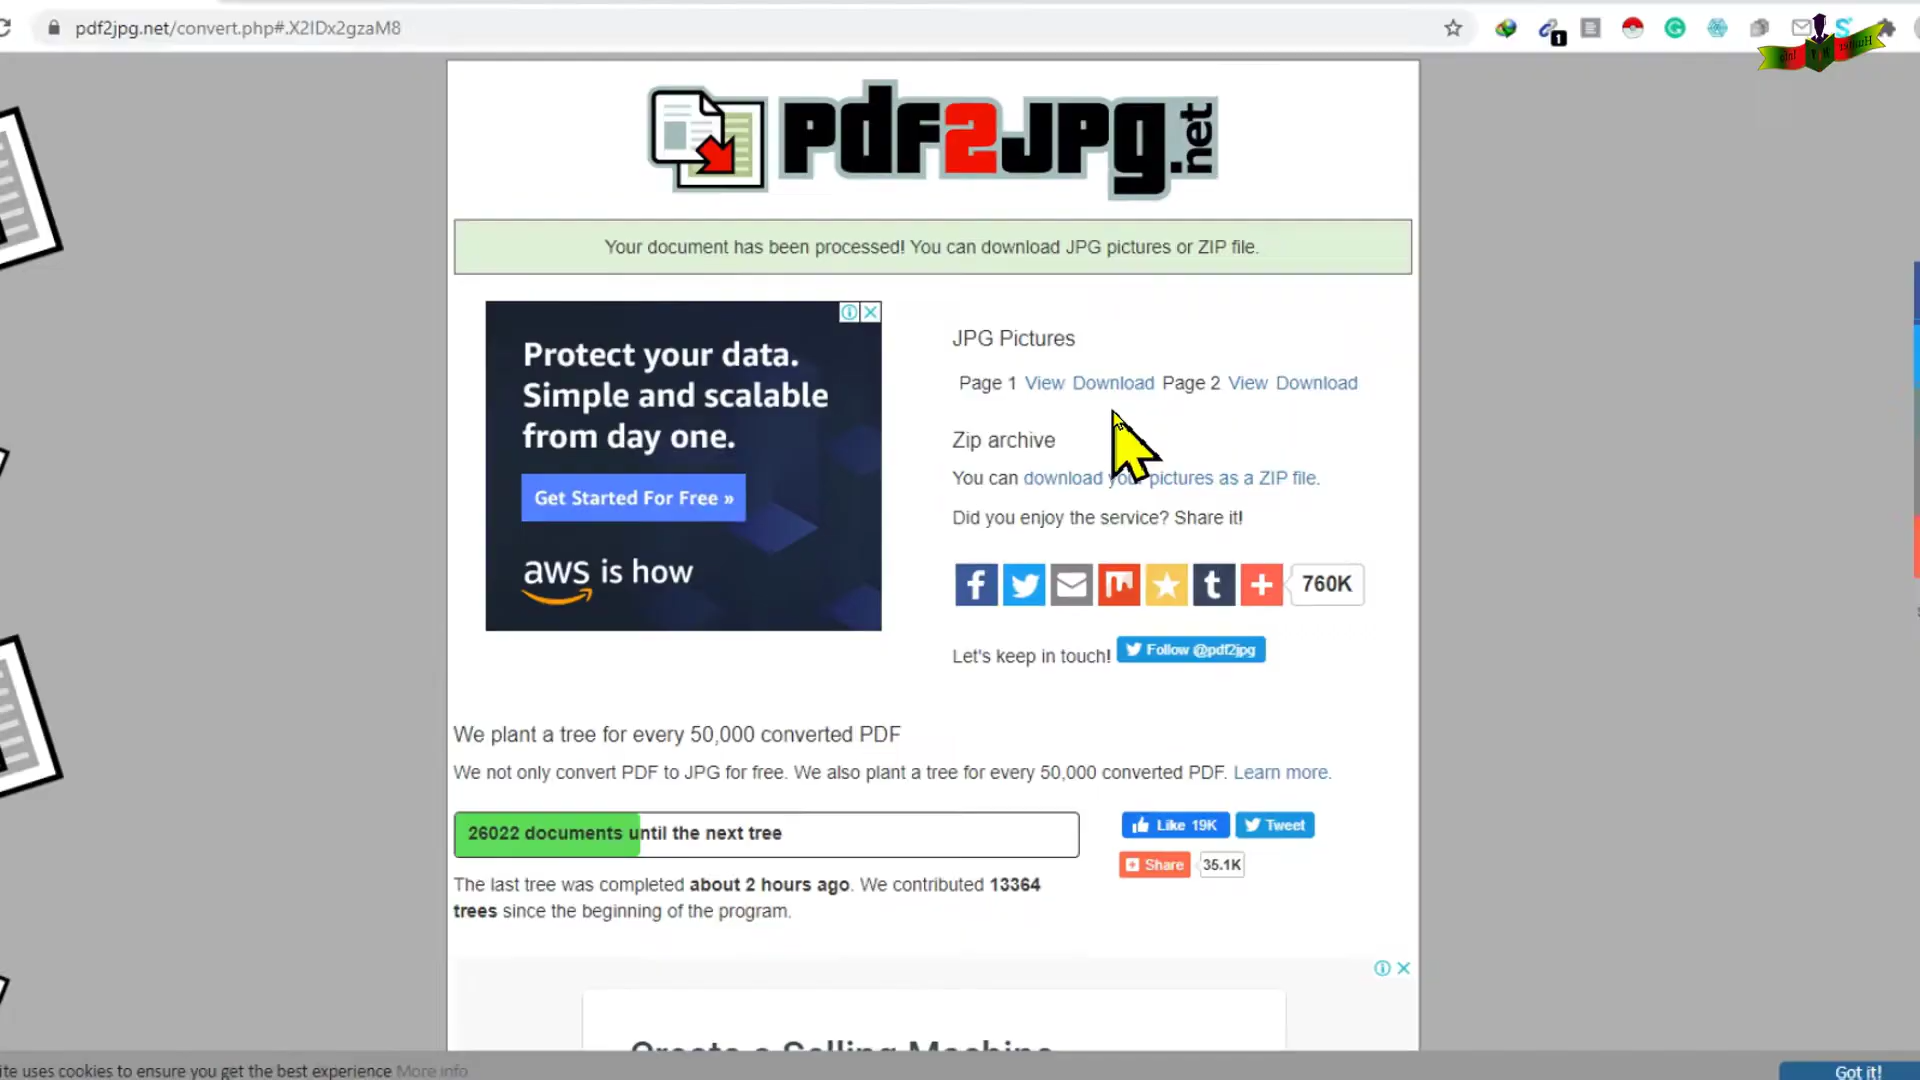 pdf2jpg.net/convert.php#.X2IDx2gzaM8
1
pdf2jpg.net
Your document has been processed! You can download JPG pictures or ZIP file.
Protect your data.
Simple and scalable
from day one.
Get Started For Free »
aws is how
JPG Pictures
Page 1 View Download Page 2 View Download
Zip archive
You can download your pictures as a ZIP file.
Did you enjoy the service? Share it!
760K
Let's keep in touch! Follow @pdf2jpg
We plant a tree for every 50,000 converted PDF
We not only convert PDF to JPG for free. We also plant a tree for every 50,000 converted PDF. Learn more.
26022 documents until the next tree
Like 19K Tweet
Share 35.1K
The last tree was completed about 2 hours ago. We contributed 13364
trees since the beginning of the program.
Create a Selling Machine
ite uses cookies to ensure you get the best experience More info
Got it!